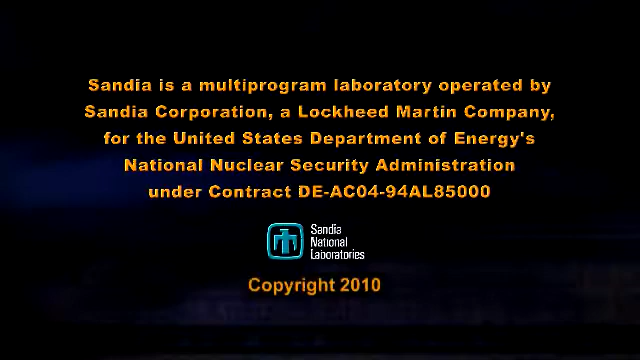 Sandia is a multiprogram laboratory operated by
Sandia Corporation, a Lockheed Martin Company,
for the United States Department of Energy's
National Nuclear Security Administration
under Contract DE-AC04-94AL85000
Sandia
National
Laboratories
Copyright 2010